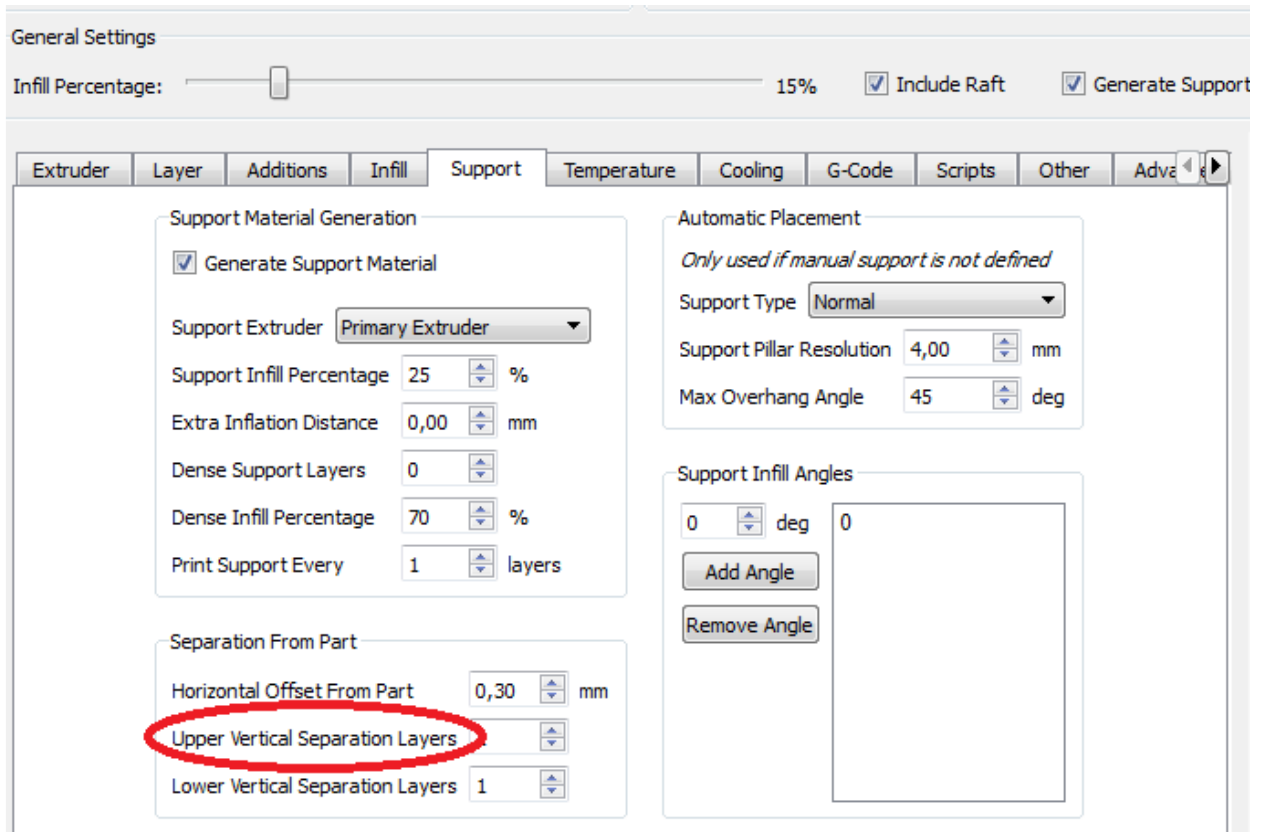 General Settings
Infill Percentage: 15% Include Raft Generate Support
Extruder Layer Additions Infill Support Temperature Cooling G-Code Scripts Other
Support Material Generation
Generate Support Material
Support Extruder Primary Extruder
Support Infill Percentage 25 %
Extra Inflation Distance 0,00 mm
Dense Support Layers 0
Dense Infill Percentage 70 %
Print Support Every 1 layers
Separation From Part
Horizontal Offset From Part 0,30 mm
Upper Vertical Separation Layers
Lower Vertical Separation Layers 1
Automatic Placement
Only used if manual support is not defined
Support Type Normal
Support Pillar Resolution 4,00 mm
Max Overhang Angle 45 deg
Support Infill Angles
0 deg 0
Add Angle
Remove Angle